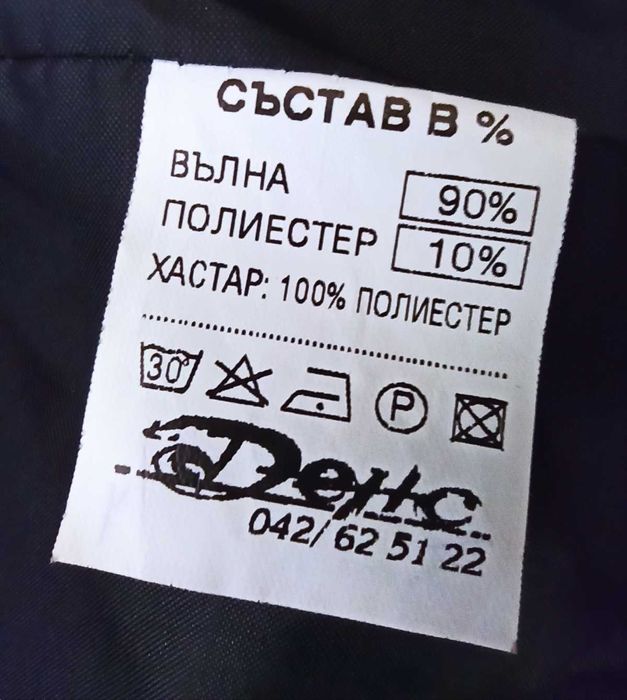 СЪСТАВ В %
ВЪЛНА 90%
ПОЛИЕСТЕР 10%
ХАСТАР: 100% ПОЛИЕСТЕР
30° P
Денс
042/ 62 51 22